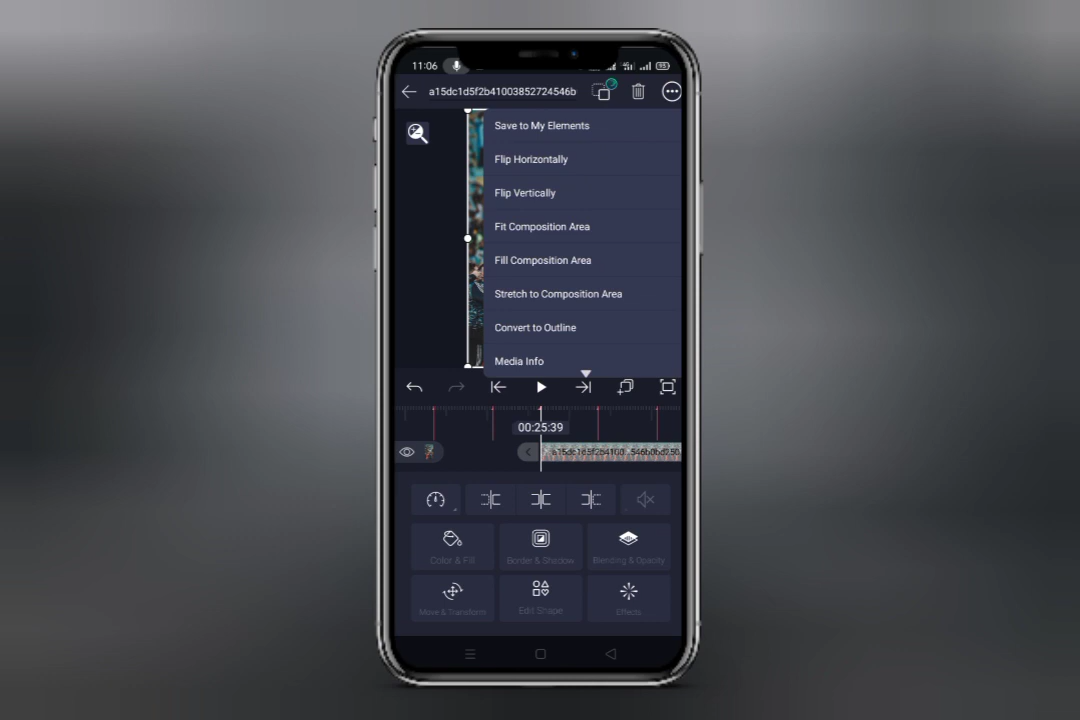 11:06
95
a15dc1d5f2b41003852724546b
Save to My Elements
Flip Horizontally
Flip Vertically
Fit Composition Area
Fill Composition Area
Stretch to Composition Area
Convert to Outline
Media Info
00:25:39
Color & Fill
Border & Shadow
Blending & Opacity
Move & Transform
Edit Shape
Effects